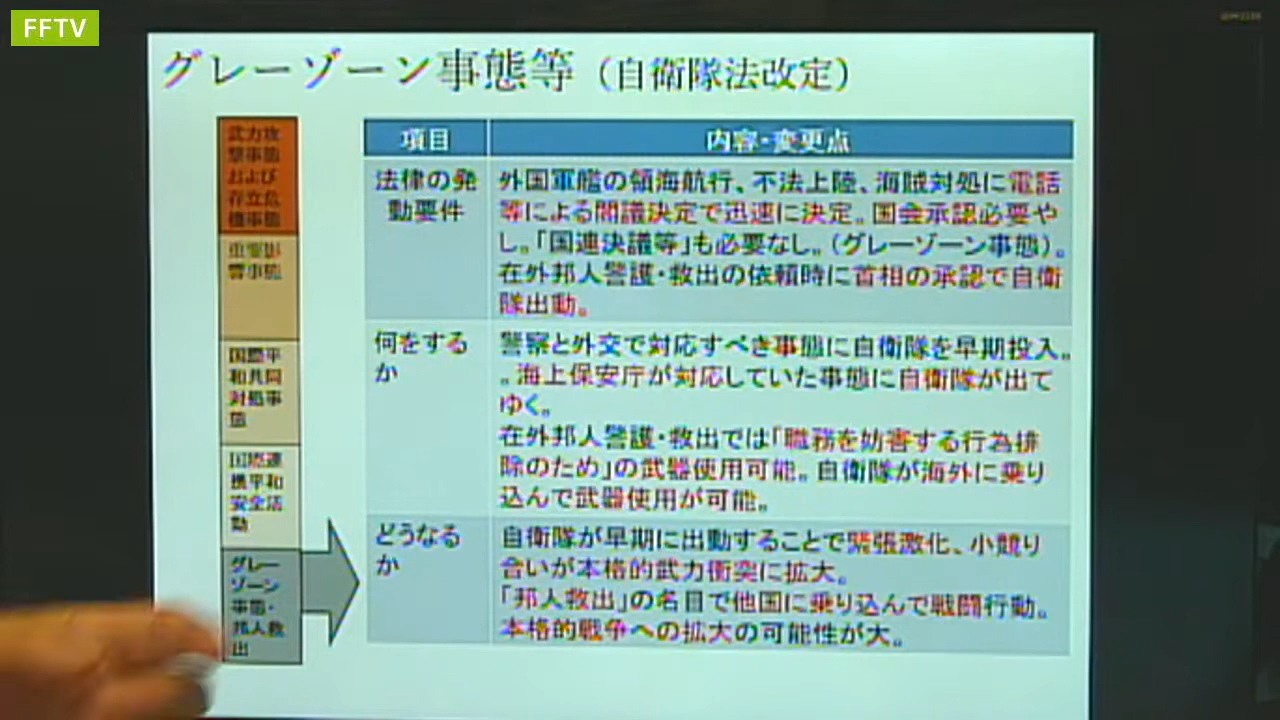 FFTV
グレーゾーン事態等（自衛隊法改定）
武力攻
撃事態
および
存立危
機事態
重要影
響事態
国際平
和共同
対処事
態
国際連
携平和
安全活
動
グレー
ゾーン
事態・
邦人救
出
項目
内容・変更点
法律の発
動要件
外国軍艦の領海航行、不法上陸、海賊対処に電話
等による閣議決定で迅速に決定。国会承認必要や
し。「国連決議等」も必要なし。（グレーゾーン事態）。
在外邦人警護・救出の依頼時に首相の承認で自衛
隊出動。
何をする
か
警察と外交で対応すべき事態に自衛隊を早期投入。
。海上保安庁が対応していた事態に自衛隊が出て
ゆく。
在外邦人警護・救出では「職務を妨害する行為排
除のため」の武器使用可能。自衛隊が海外に乗り
込んで武器使用が可能。
どうなる
か
自衛隊が早期に出動することで緊張激化、小競り
合いが本格的武力衝突に拡大。
「邦人救出」の名目で他国に乗り込んで戦闘行動。
本格的戦争への拡大の可能性が大。